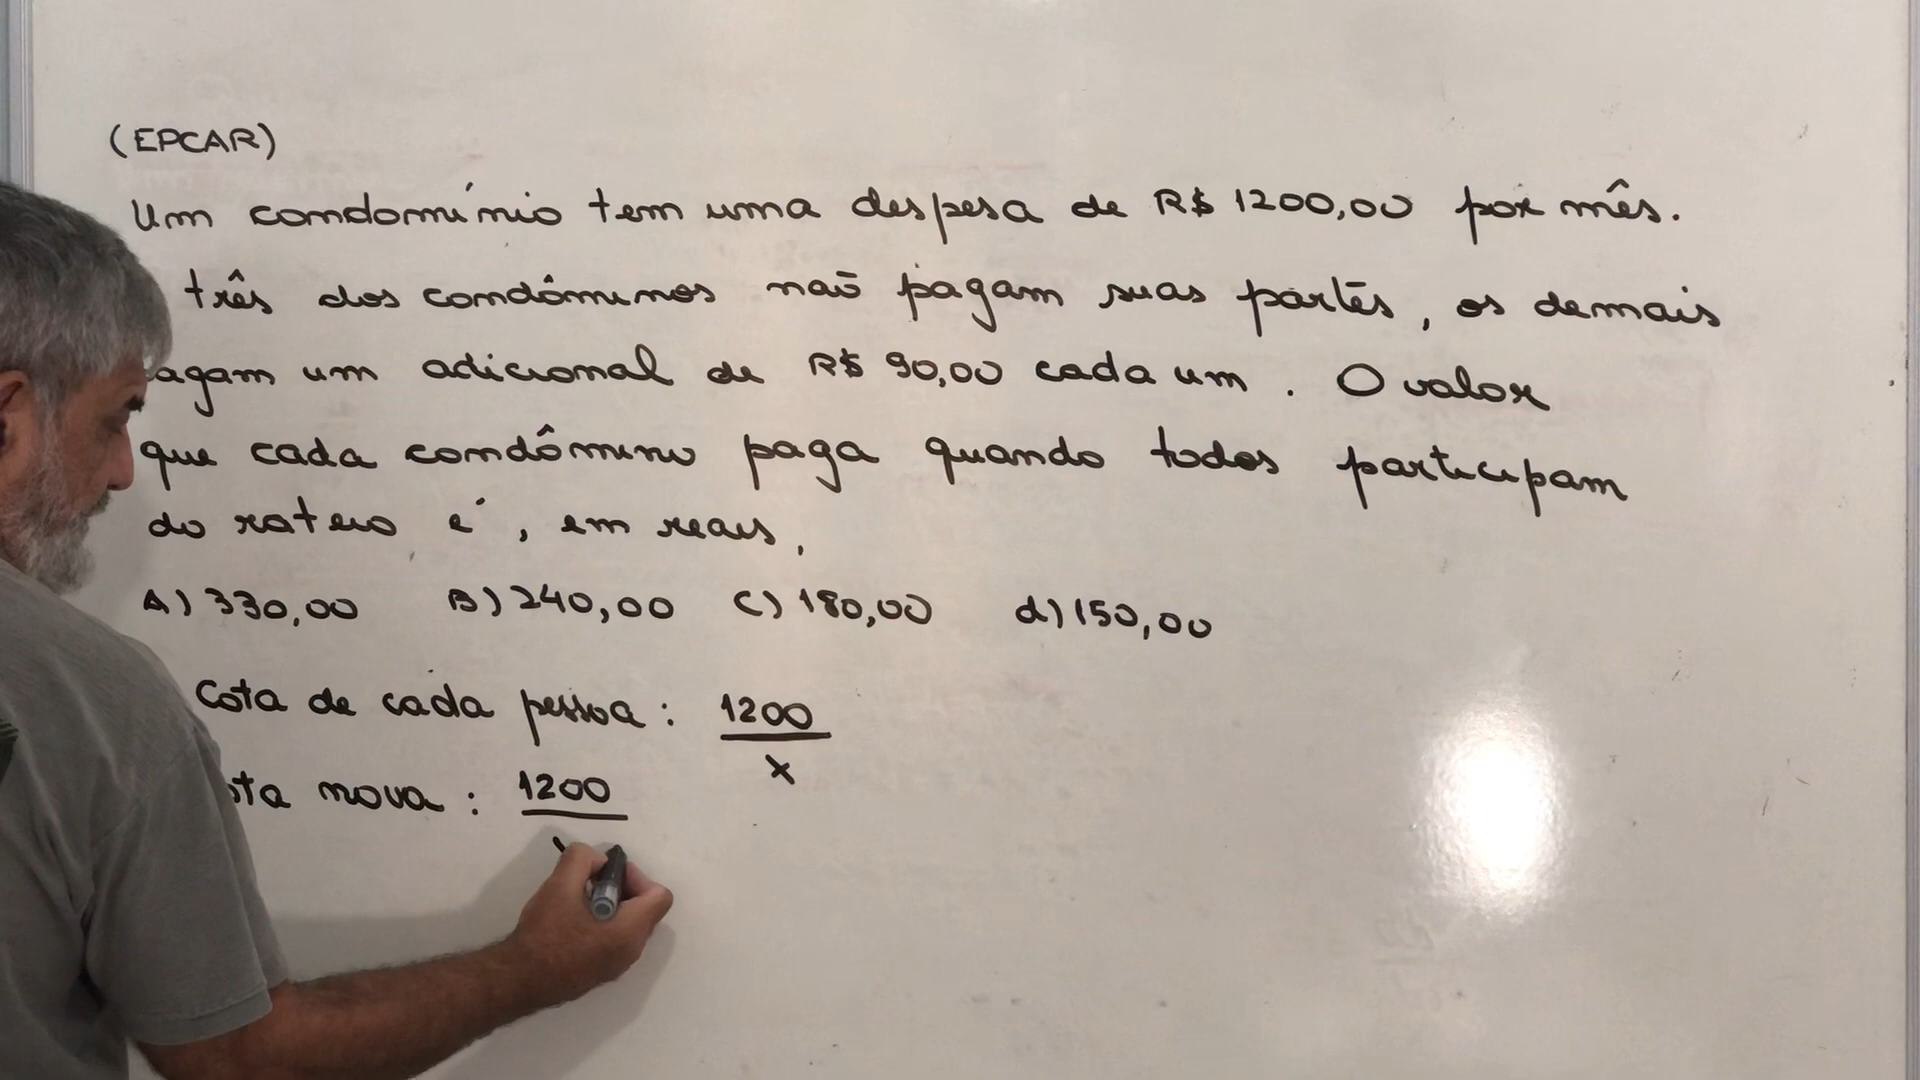 (EPCAR)
Um condomínio tem uma despesa de R$ 1200,00 por mês.
três dos condôminos não pagam suas partes, os demais
agam um adicional de R$ 90,00 cada um. O valor
que cada condômino paga quando todos participam
do rateio é, em reais,
A) 330,00 B) 240,00 C) 180,00 d) 150,00
Cota de cada pessoa: 1200
x
ota nova: 1200